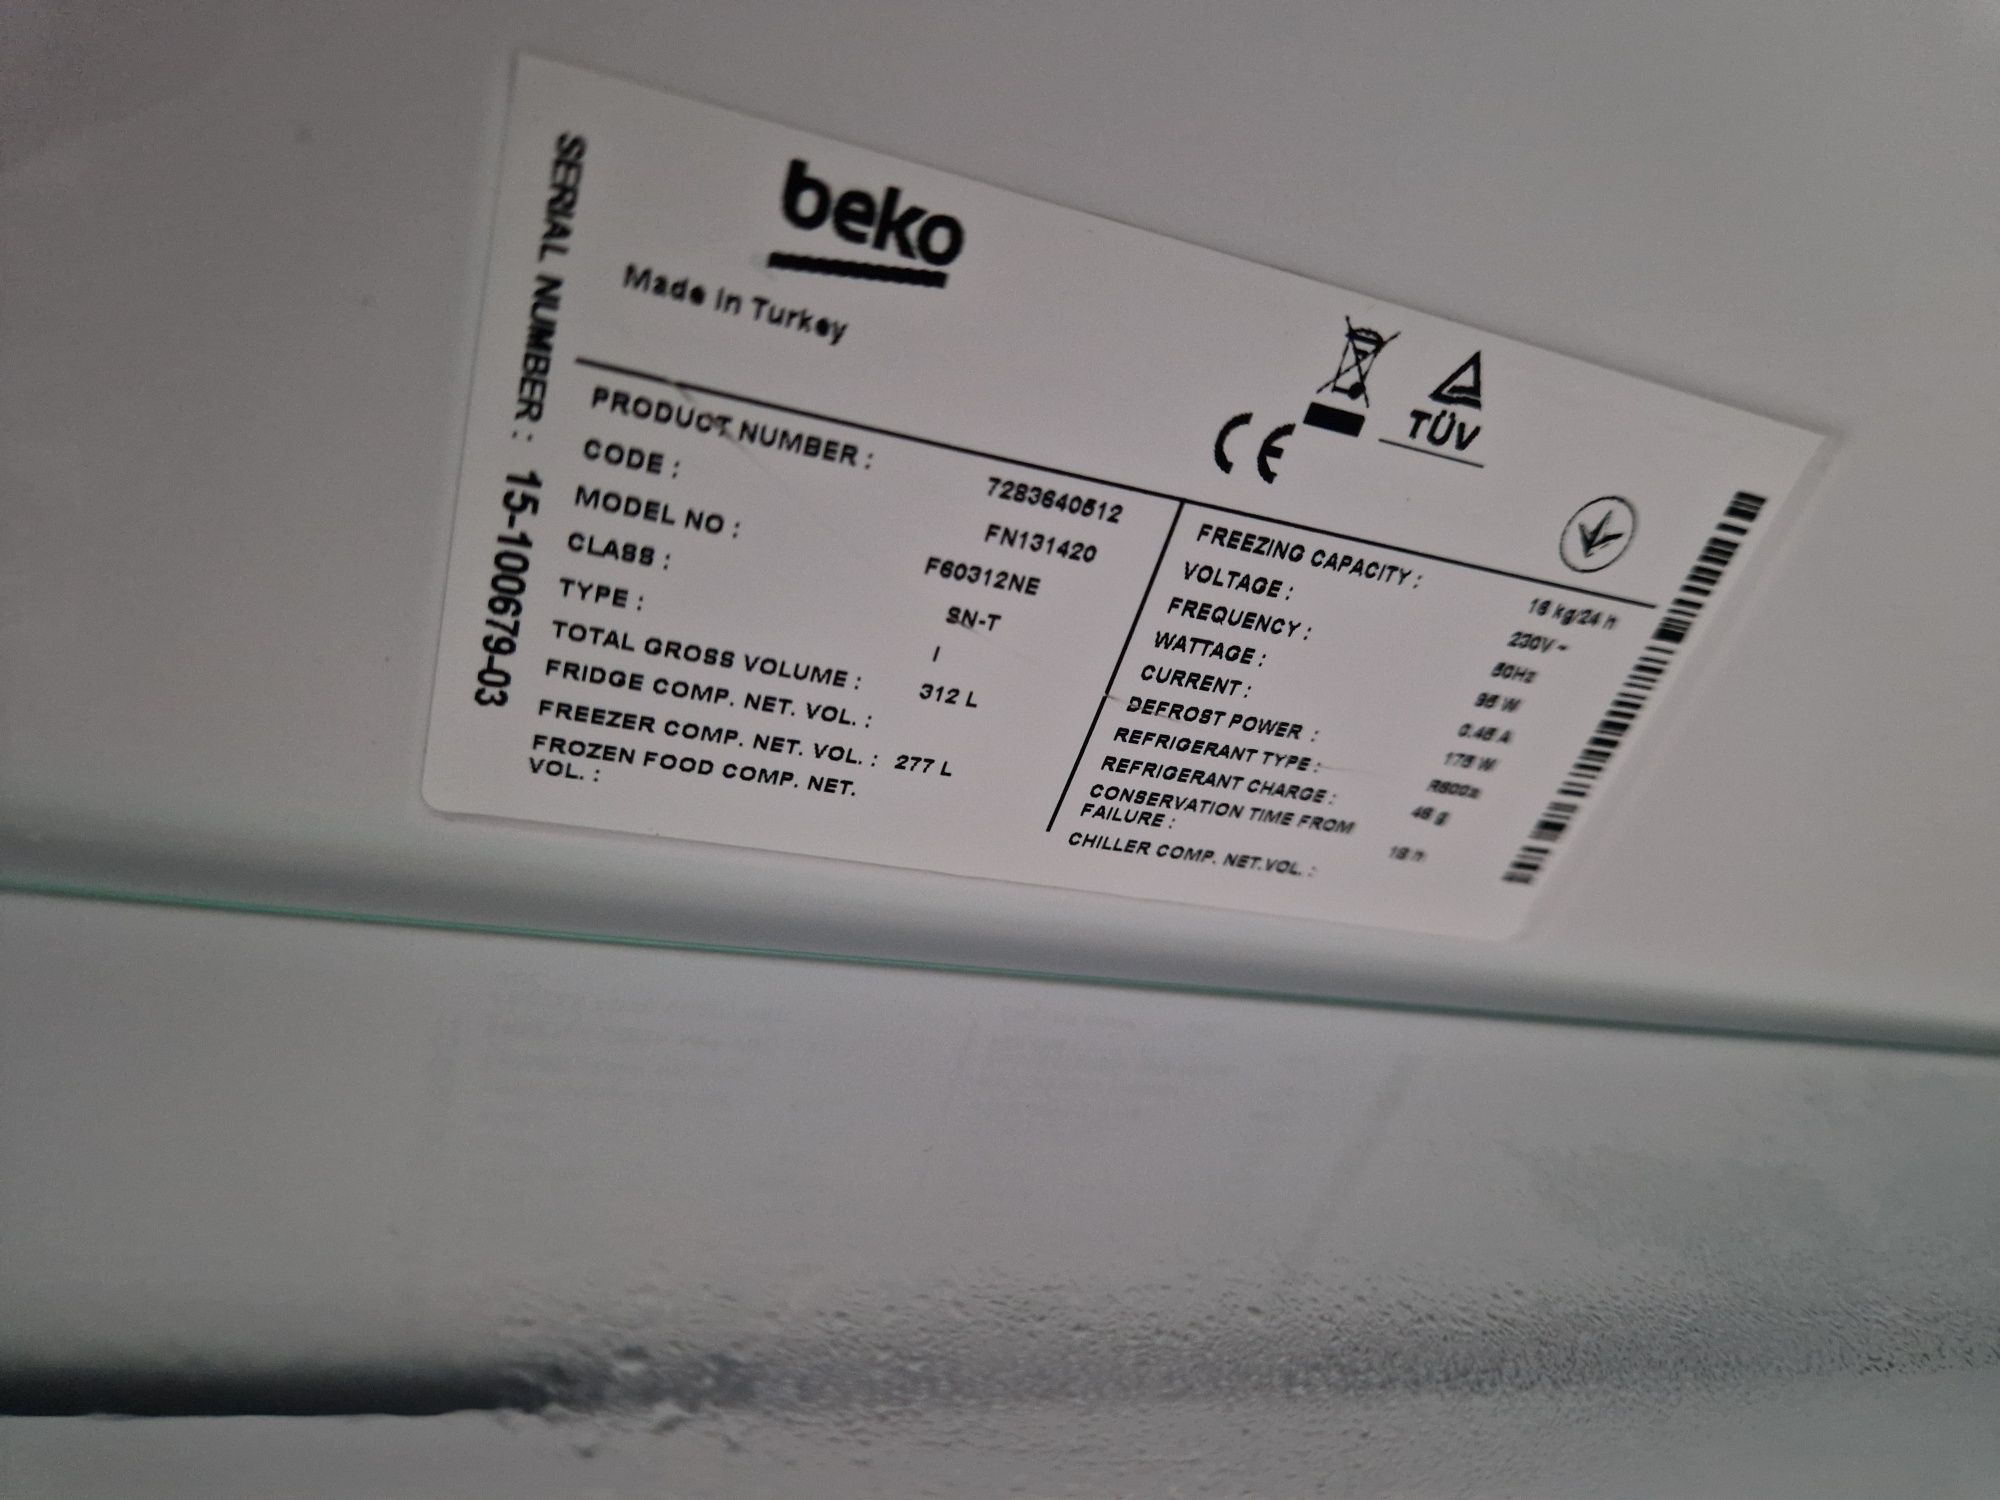 beko
Made in Turkey
TÜV
CE
SERIAL NUMBER : 15-100679-03
PRODUCT NUMBER : 7283640512
CODE : FN131420
MODEL NO : F60312NE
CLASS : SN-T
TYPE : I
TOTAL GROSS VOLUME : 312 L
FRIDGE COMP. NET. VOL. :
FREEZER COMP. NET. VOL. : 277 L
FROZEN FOOD COMP. NET.
VOL. :
FREEZING CAPACITY : kg/24 h
VOLTAGE : 230V ~
FREQUENCY : 50Hz
WATTAGE : W
CURRENT : A
DEFROST POWER : W
REFRIGERANT TYPE : R600a
REFRIGERANT CHARGE : g
CONSERVATION TIME FROM
FAILURE : h
CHILLER COMP. NET.VOL. :